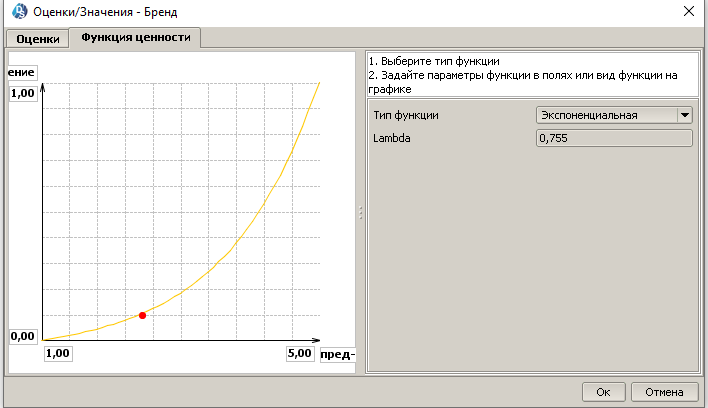 Оценки/Значения - Бренд
Оценки
Функция ценности
ение
1,00
0,00
1,00
5,00
пред-
1. Выберите тип функции
2. Задайте параметры функции в полях или вид функции на
графике
Тип функции
Экспоненциальная
Lambda
0,755
Ок
Отмена